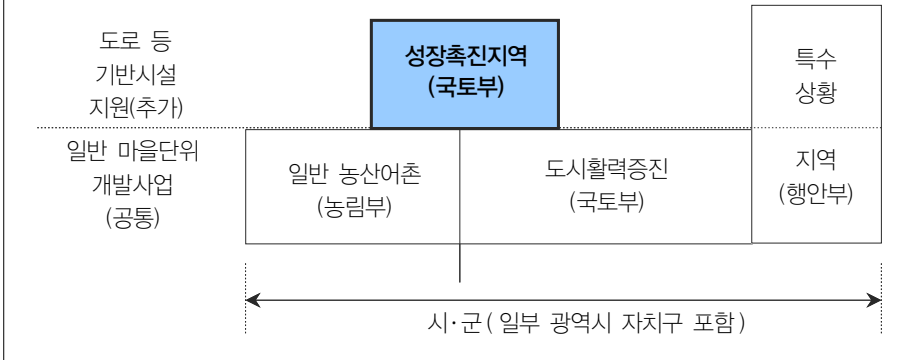 도로 등
기반시설
지원(추가)
성장촉진지역
(국토부)
특수
상황
일반 마을단위
개발사업
(공통)
일반 농산어촌
(농림부)
도시활력증진
(국토부)
지역
(행안부)
시·군 ( 일부 광역시 자치구 포함 )